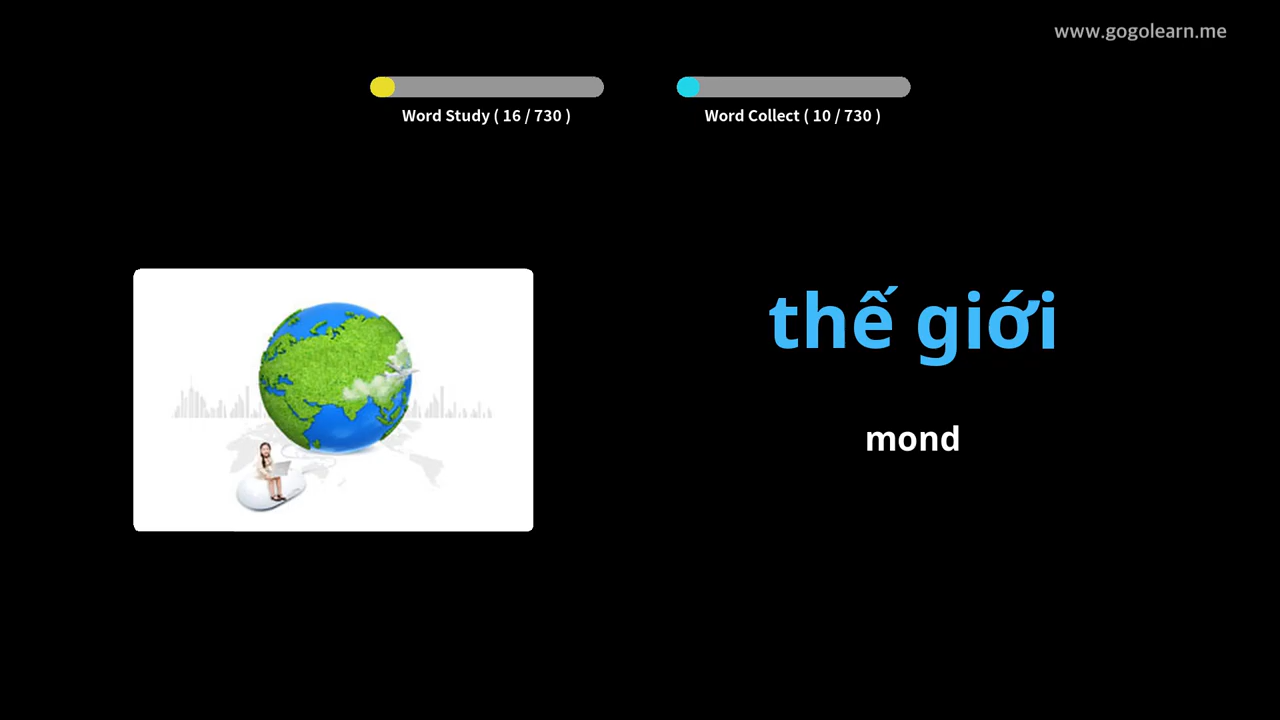 www.gogolearn.me
Word Study ( 16 / 730 )
Word Collect ( 10 / 730 )
thế giới
mond